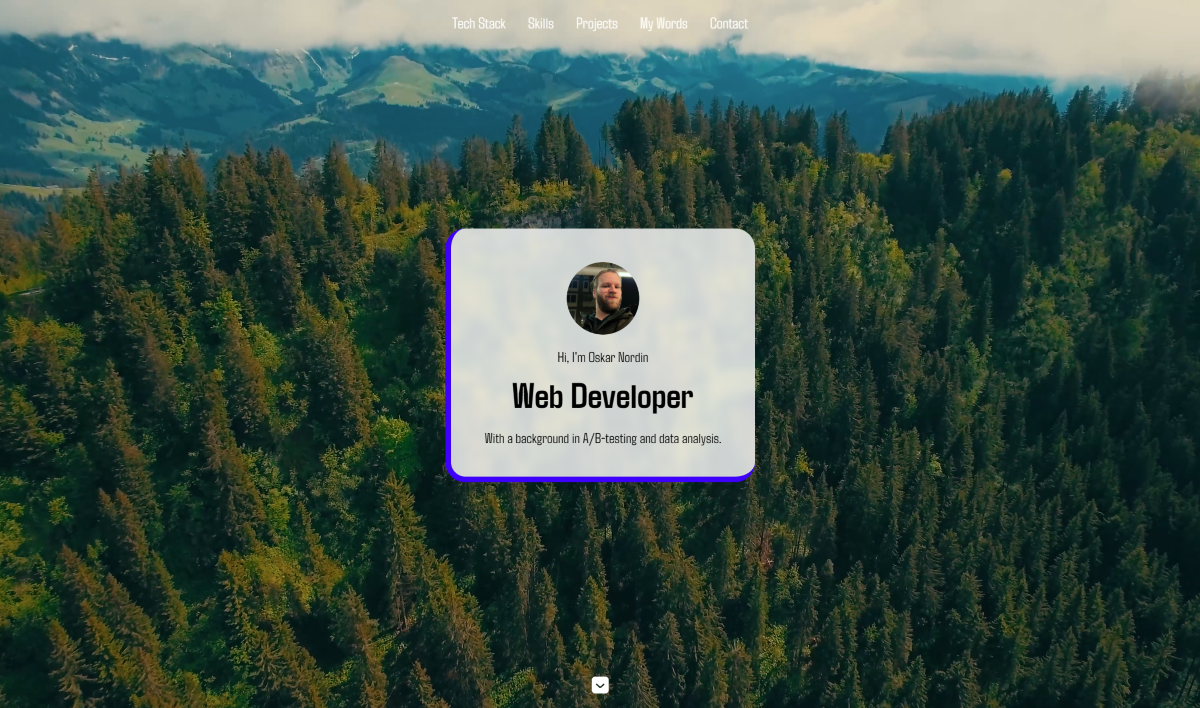 Tech Stack Skills Projects My Words Contact
Hi, I'm Oskar Nordin
Web Developer
With a background in A/B-testing and data analysis.